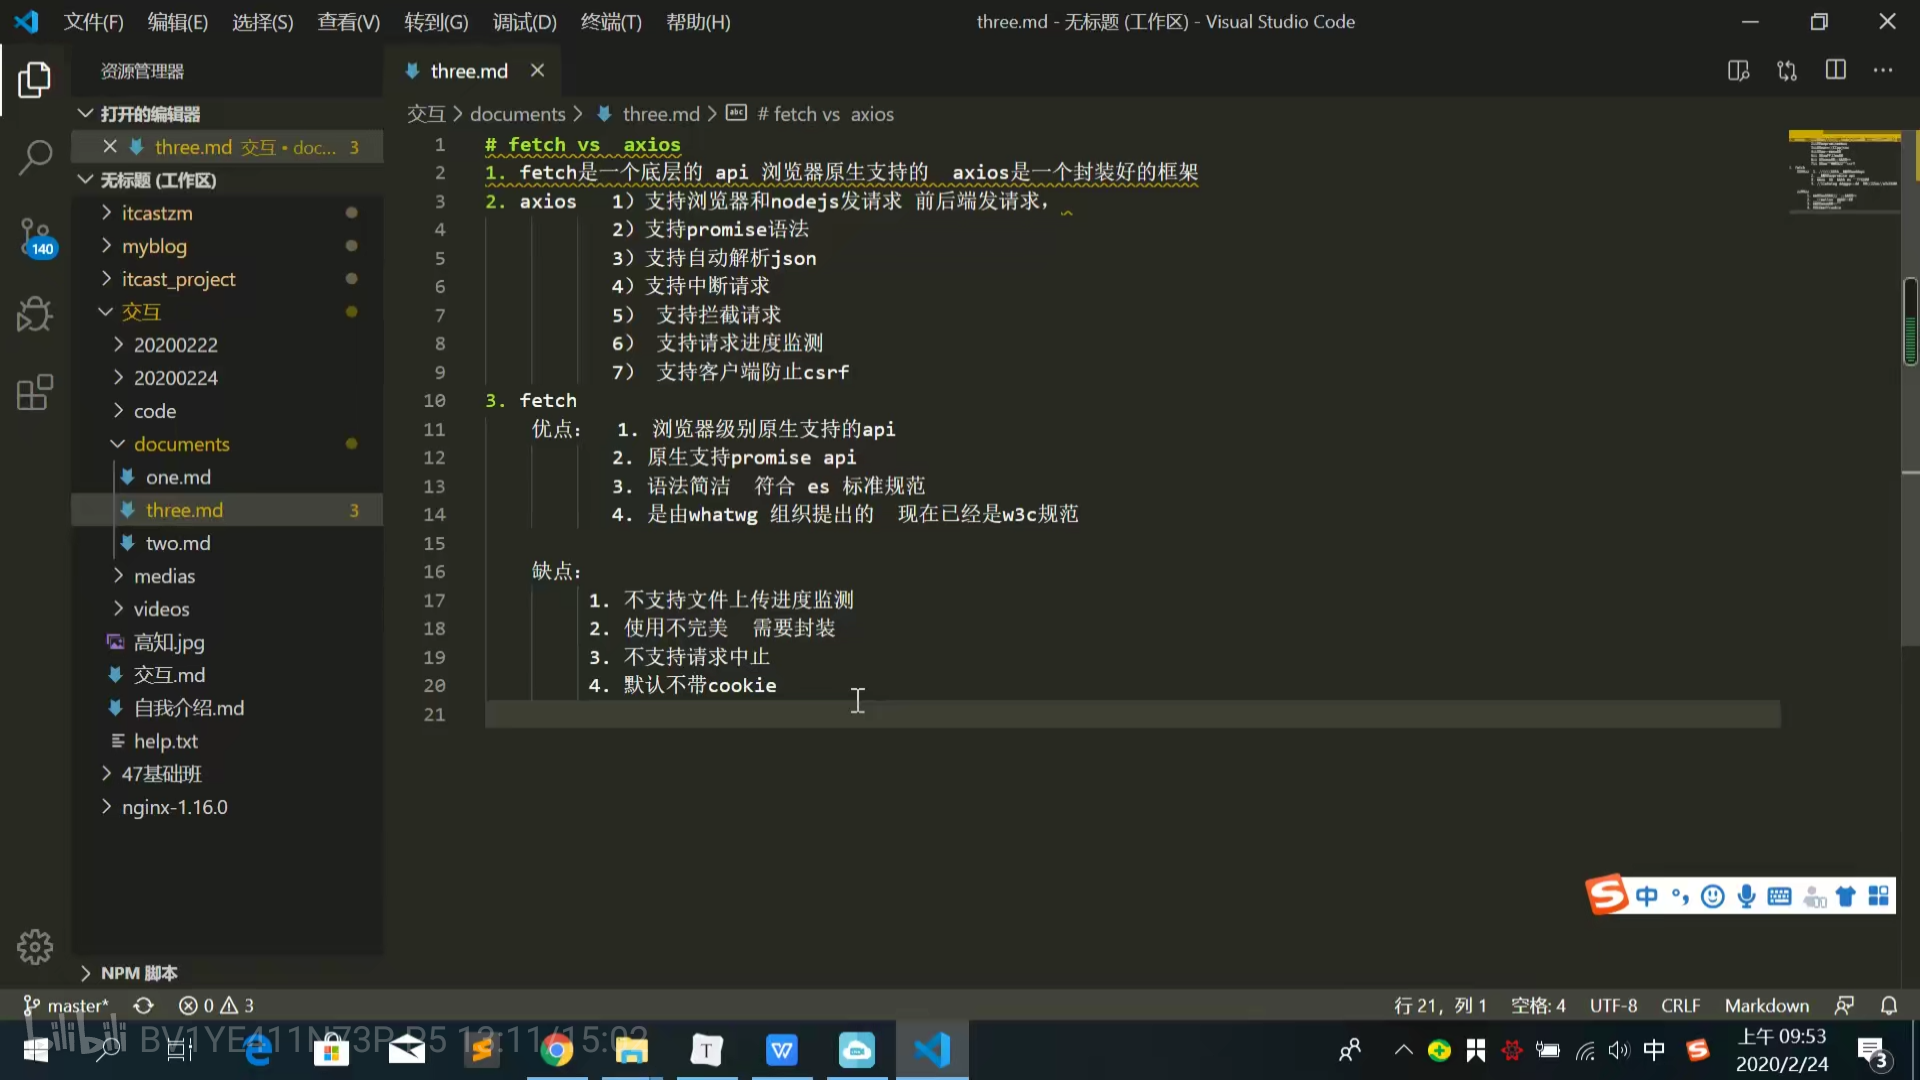 文件(F) 编辑(E) 选择(S) 查看(V) 转到(G) 调试(D) 终端(T) 帮助(H) three.md - 无标题 (工作区) - Visual Studio Code
资源管理器
three.md
打开的编辑器
交互 documents three.md # fetch vs axios
three.md 交互 • doc... 3
无标题 (工作区)
itcastzm
myblog
140
itcast_project
交互
20200222
20200224
code
documents
one.md
three.md 3
two.md
medias
videos
高知.jpg
交互.md
自我介绍.md
help.txt
47基础班
nginx-1.16.0
NPM 脚本
1 # fetch vs  axios
2 1. fetch是一个底层的 api 浏览器原生支持的  axios是一个封装好的框架
3 2. axios   1）支持浏览器和nodejs发请求 前后端发请求，
4 2）支持promise语法
5 3）支持自动解析json
6 4）支持中断请求
7 5） 支持拦截请求
8 6） 支持请求进度监测
9 7） 支持客户端防止csrf
10 3. fetch
11 优点：  1. 浏览器级别原生支持的api
12 2. 原生支持promise api
13 3. 语法简洁  符合 es 标准规范
14 4. 是由whatwg 组织提出的  现在已经是w3c规范
15
16 缺点：
17 1. 不支持文件上传进度监测
18 2. 使用不完美  需要封装
19 3. 不支持请求中止
20 4. 默认不带cookie
21
中
master* 0 3 行 21，列 1 空格: 4 UTF-8 CRLF Markdown
bilibili BV1YE411N73P P5 13:11/15:02
中 上午 09:53
2020/2/24
3